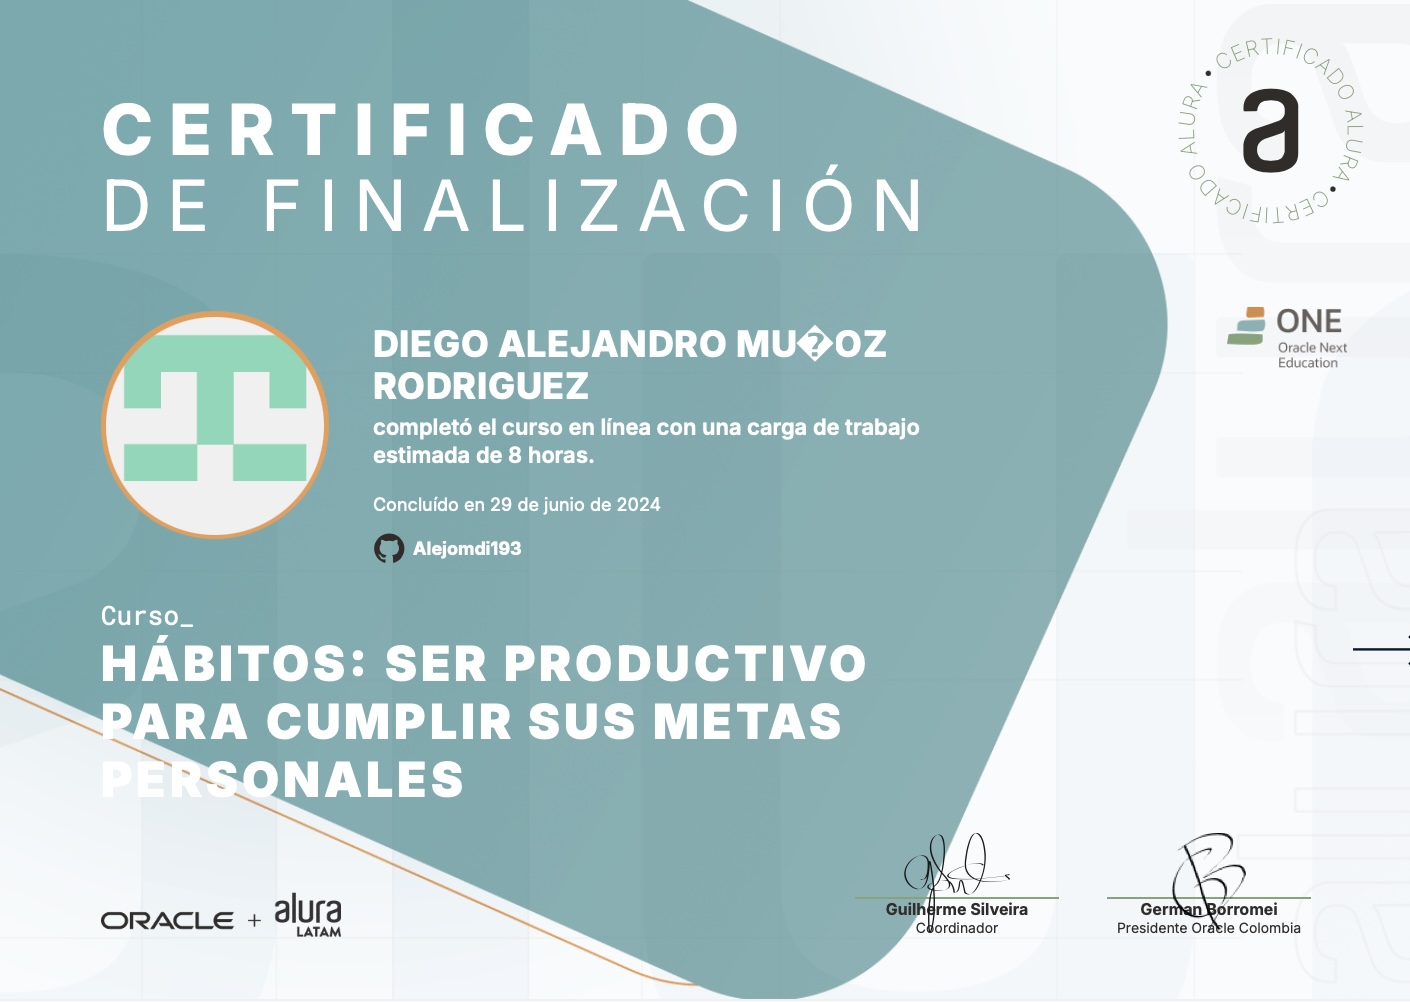 CERTIFICADO
DE FINALIZACIÓN
CERTIFICADO ALURA • CERTIFICADO ALURA •
a
ONE
Oracle Next
Education
DIEGO ALEJANDRO MU�OZ
RODRIGUEZ
completó el curso en línea con una carga de trabajo
estimada de 8 horas.
Concluído en 29 de junio de 2024
Alejomdi193
Curso_
HÁBITOS: SER PRODUCTIVO
PARA CUMPLIR SUS METAS
PERSONALES
ORACLE + alura
LATAM
Guilherme Silveira
Coordinador
German Borromei
Presidente Oracle Colombia